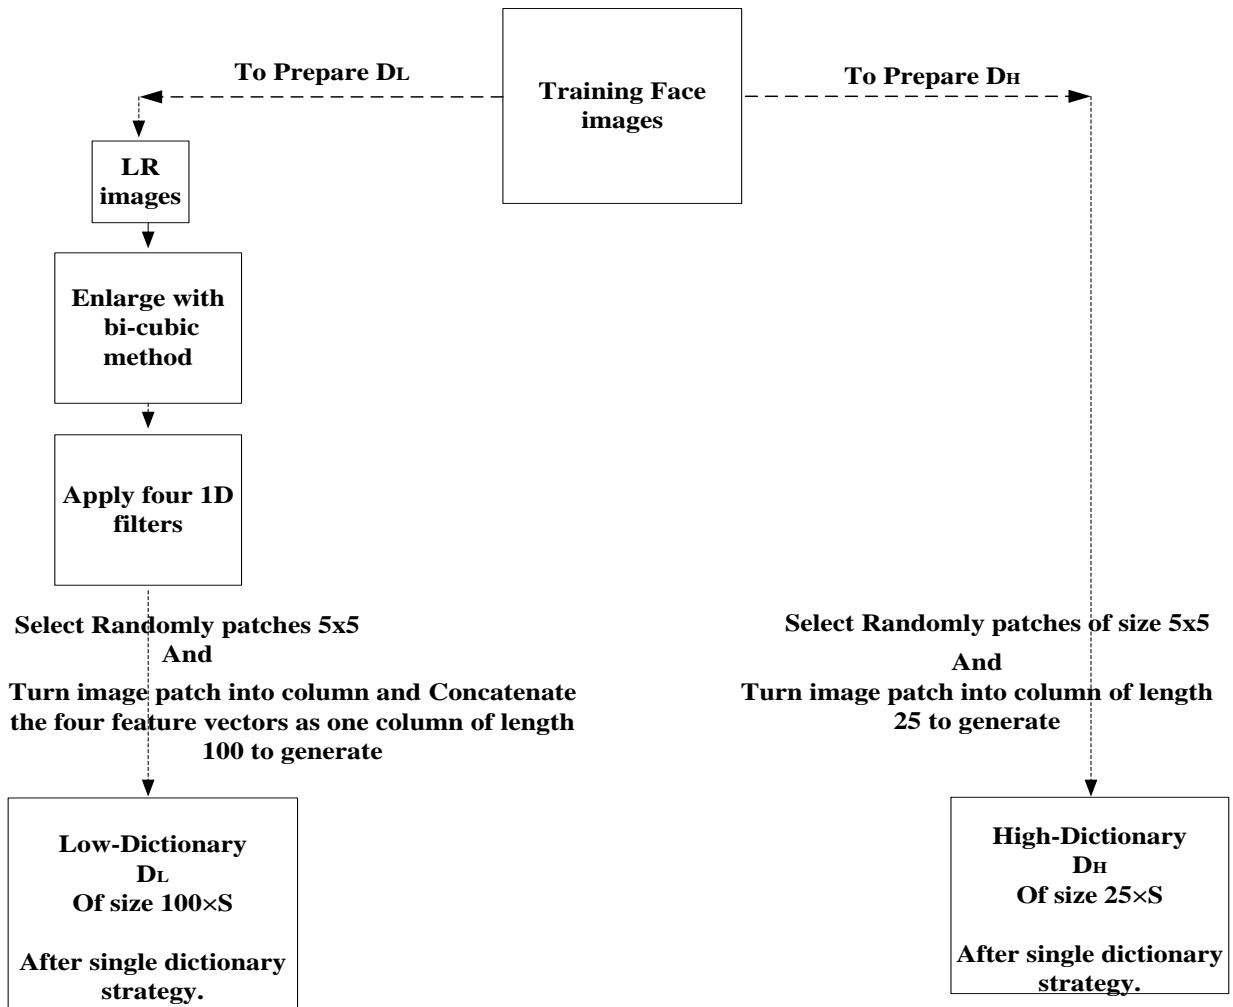 To Prepare DL
Training Face
images
To Prepare DH
LR
images
Enlarge with
bi-cubic
method
Apply four 1D
filters
Select Randomly patches 5x5
And
Turn image patch into column and Concatenate
the four feature vectors as one column of length
100 to generate
Select Randomly patches of size 5x5
And
Turn image patch into column of length
25 to generate
Low-Dictionary
DL
Of size 100×S
After single dictionary
strategy.
High-Dictionary
DH
Of size 25×S
After single dictionary
strategy.